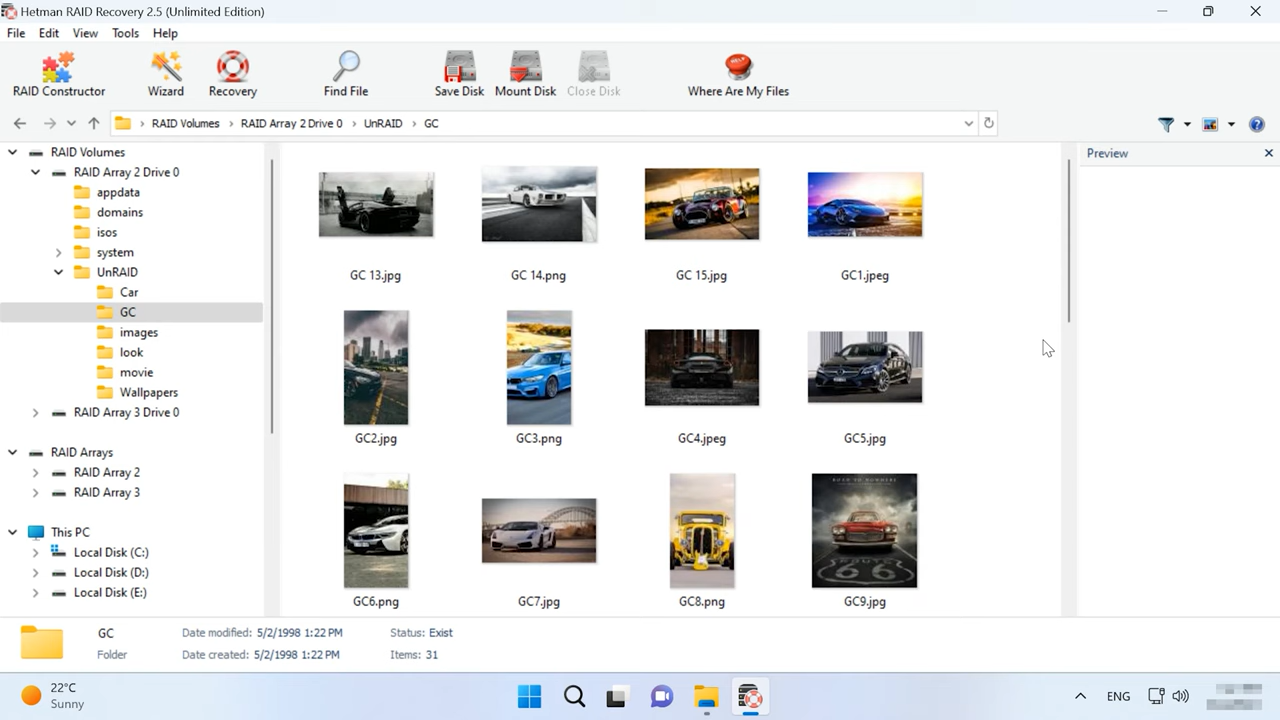 Hetman RAID Recovery 2.5 (Unlimited Edition)
File Edit View Tools Help
RAID Constructor Wizard Recovery Find File Save Disk Mount Disk Close Disk HELP Where Are My Files
RAID Volumes RAID Array 2 Drive 0 UnRAID GC
RAID Volumes
RAID Array 2 Drive 0
appdata
domains
isos
system
UnRAID
Car
GC
images
look
movie
Wallpapers
RAID Array 3 Drive 0
RAID Arrays
RAID Array 2
RAID Array 3
This PC
Local Disk (C:)
Local Disk (D:)
Local Disk (E:)
GC 13.jpg GC 14.png GC 15.jpg GC1.jpeg
GC2.jpg GC3.png GC4.jpeg GC5.jpg
ROAD TO NOWHERE
ROUTE
66
GC6.png GC7.jpg GC8.png GC9.jpg
Preview
GC Date modified: 5/2/1998 1:22 PM Status: Exist
Folder Date created: 5/2/1998 1:22 PM Items: 31
22°C
Sunny
ENG